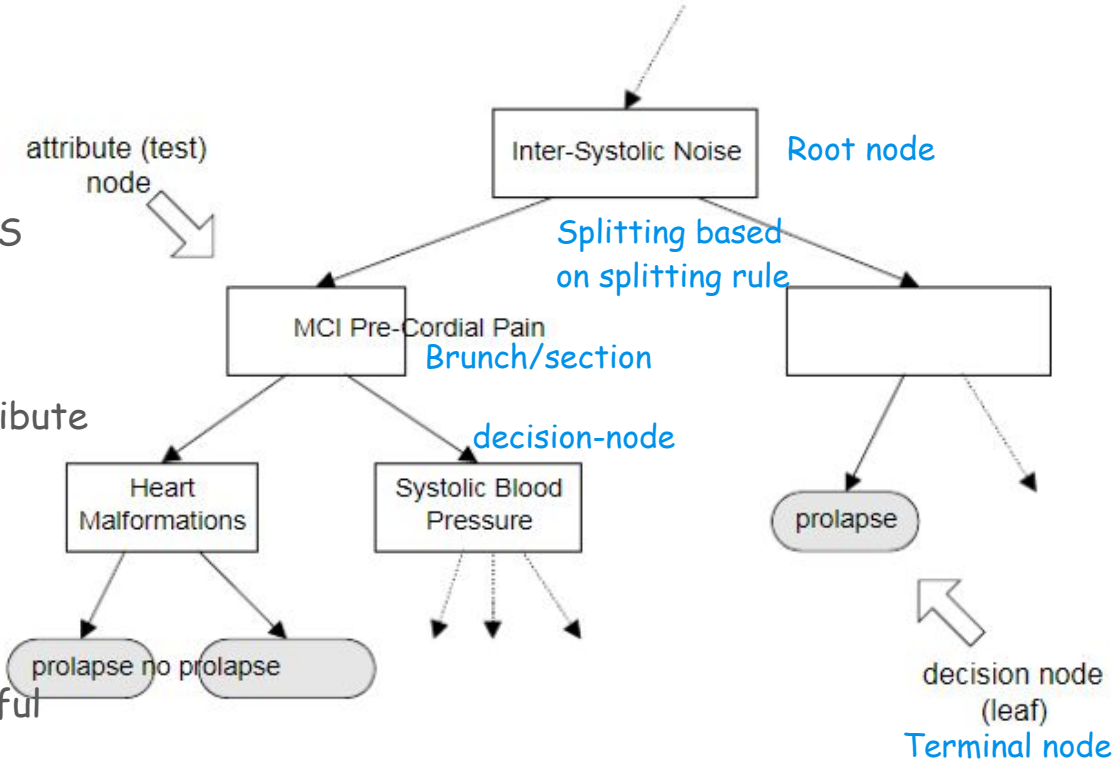 Inter-Systolic Noise
Root node
attribute (test)
node
s
Splitting based
on splitting rule
MCI Pre-Cordial Pain
Brunch/section
ibute
decision-node
Heart
Malformations
Systolic Blood
Pressure
prolapse
prolapse no prolapse
ful
decision node
(leaf)
Terminal node